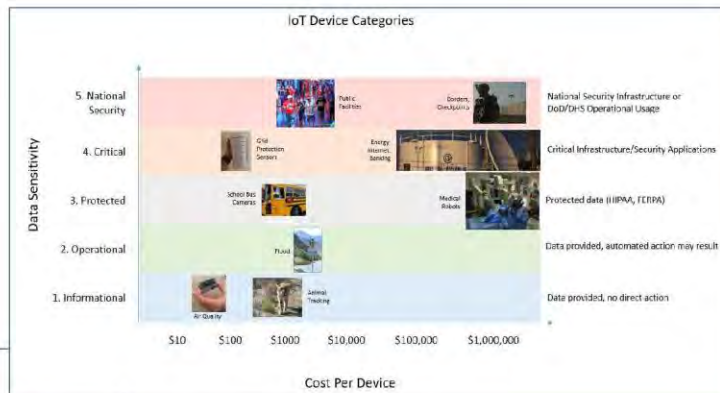 IoT Device Categories
5. National
Security
Public
Facilities
Borders,
Checkpoints
National Security Infrastructure or
DoD/DHS Operational Usage
4. Critical
Grid
Protection
Sensors
Energy
Internet,
Banking
Critical Infrastructure/Security Applications
Data Sensitivity
3. Protected
School Bus
Cameras
Medical
Robots
Protected data (HIPAA, FERPA)
2. Operational
Flood
Data provided, automated action may result
1. Informational
Air Quality
Animal
Tracking
Data provided, no direct action
$10 $100 $1000 $10,000 $100,000 $1,000,000
Cost Per Device